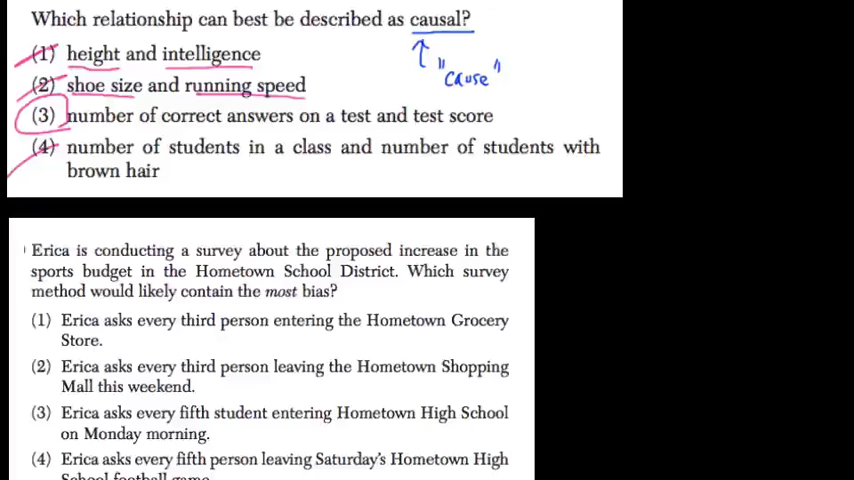 Which relationship can best be described as causal?
(1) height and intelligence
"cause"
(2) shoe size and running speed
(3) number of correct answers on a test and test score
(4) number of students in a class and number of students with
brown hair
Erica is conducting a survey about the proposed increase in the
sports budget in the Hometown School District. Which survey
method would likely contain the most bias?
(1) Erica asks every third person entering the Hometown Grocery
Store.
(2) Erica asks every third person leaving the Hometown Shopping
Mall this weekend.
(3) Erica asks every fifth student entering Hometown High School
on Monday morning.
(4) Erica asks every fifth person leaving Saturday's Hometown High
School football game.